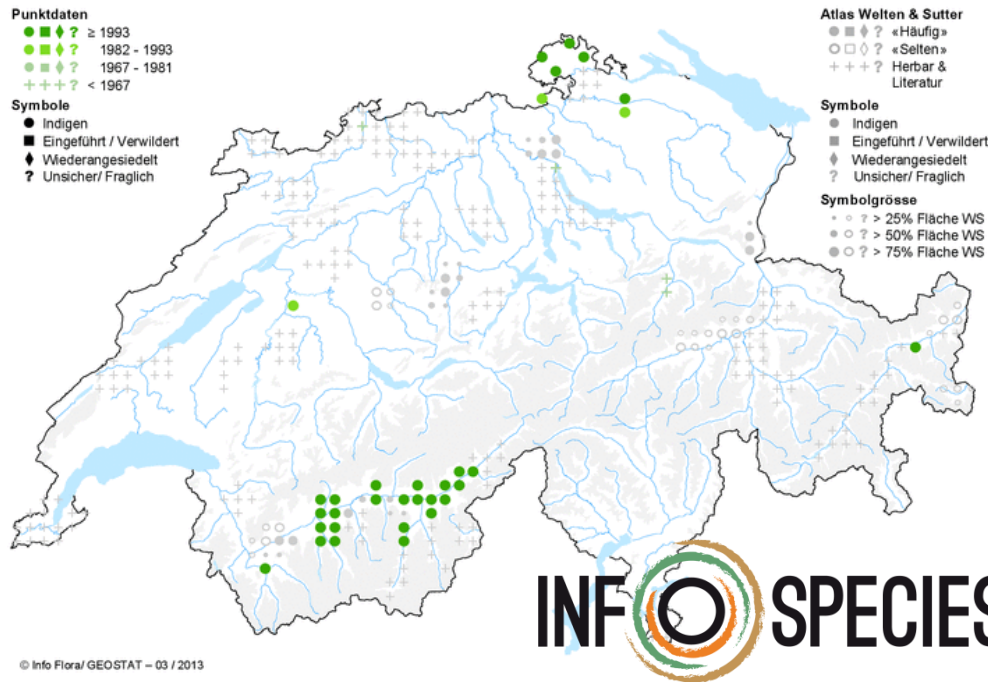 Punktdaten
? ≥ 1993
? 1982 - 1993
? 1967 - 1981
+++? < 1967
Symbole
Indigen
Eingeführt / Verwildert
Wiederangesiedelt
? Unsicher/ Fraglich
Atlas Welten & Sutter
? «Häufig»
? «Selten»
+++? Herbar &
Literatur
Symbole
Indigen
Eingeführt / Verwildert
Wiederangesiedelt
? Unsicher/ Fraglich
Symbolgrösse
? > 25% Fläche WS
? > 50% Fläche WS
? > 75% Fläche WS
INFO SPECIES
© Info Flora/ GEOSTAT – 03 / 2013